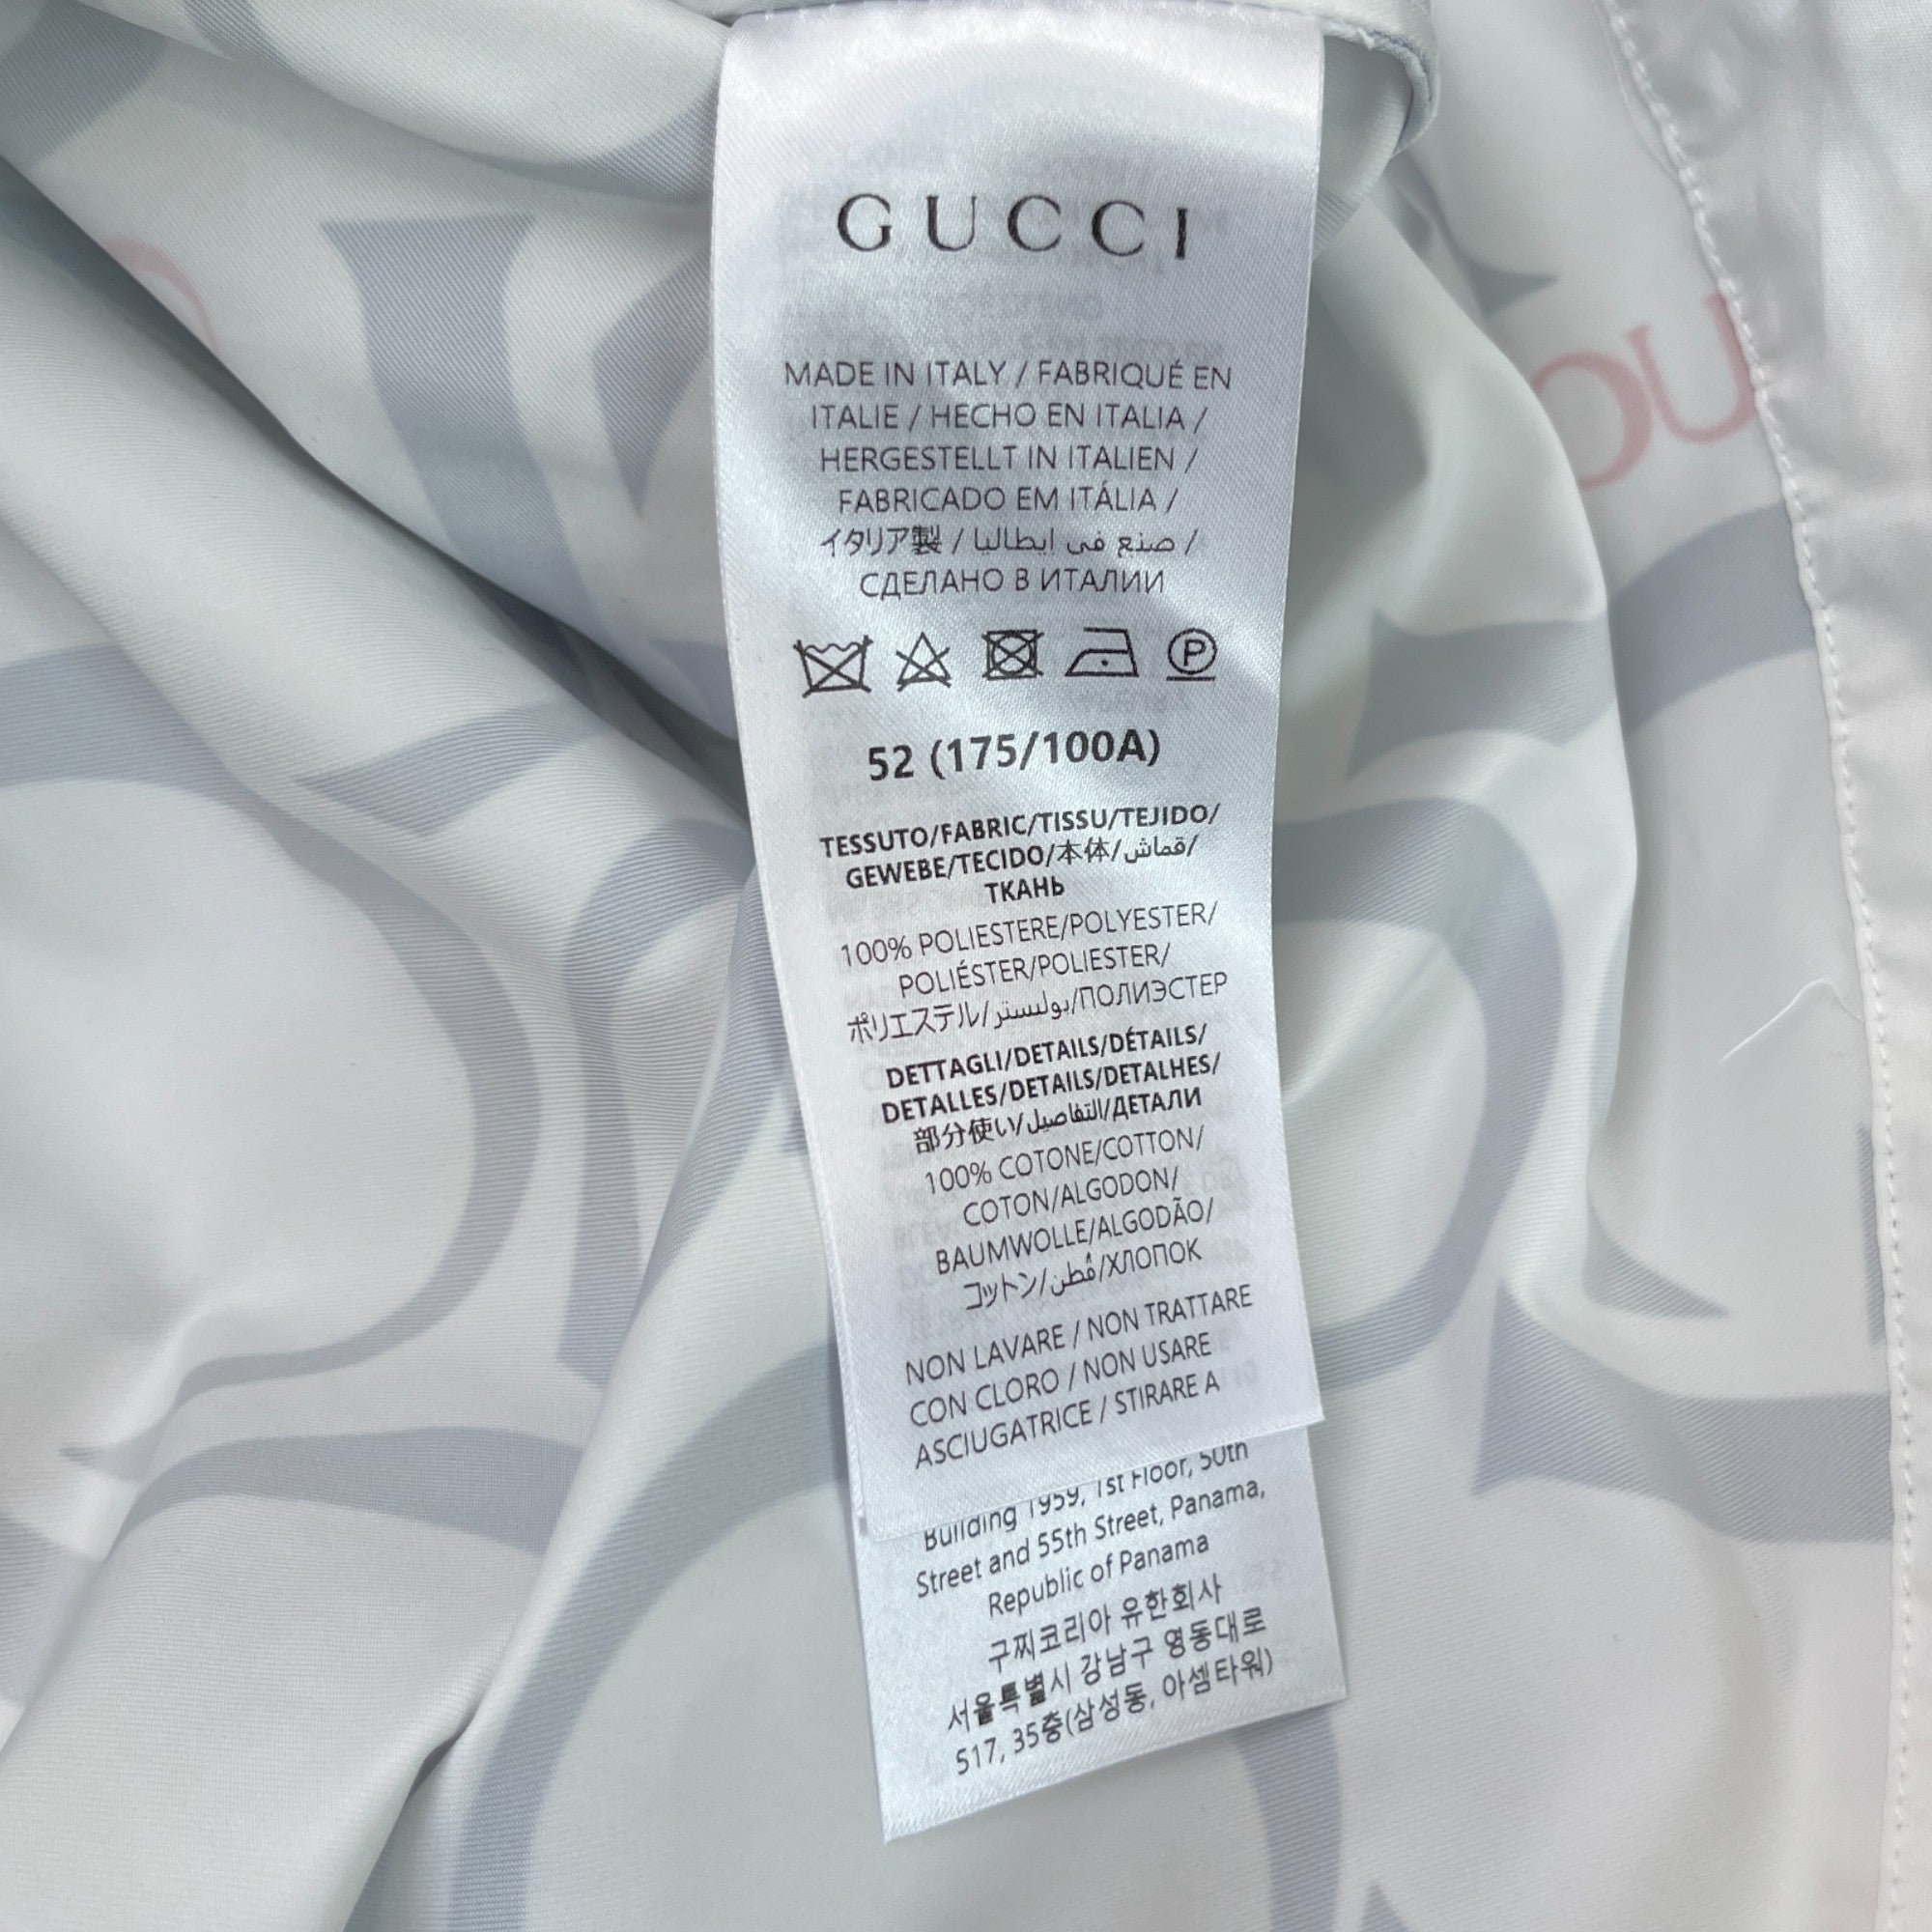 GUCCI
MADE IN ITALY / FABRIQUÉ EN
ITALIE / HECHO EN ITALIA /
HERGESTELLT IN ITALIEN /
FABRICADO EM ITÁLIA /
イタリア製 / صنع في ايطاليا /
СДЕЛАНО В ИТАЛИИ
P
52 (175/100A)
TESSUTO/FABRIC/TISSU/TEJIDO/
GEWEBE/TECIDO/本体/قماش/
ТКАНЬ
100% POLIESTERE/POLYESTER/
POLIÉSTER/POLIESTER/
ポリエステル/بوليستر/ПОЛИЭСТЕР
DETTAGLI/DETAILS/DÉTAILS/
DETALLES/DETAILS/DETALHES/
部分使い/التفاصيل/ДЕТАЛИ
100% COTONE/COTTON/
COTON/ALGODON/
BAUMWOLLE/ALGODÃO/
コットン/قُطن/ХЛОПОК
NON LAVARE / NON TRATTARE
CON CLORO / NON USARE
ASCIUGATRICE / STIRARE A
Building 1959, 1st Floor, 50th
Street and 55th Street, Panama,
Republic of Panama
구찌코리아 유한회사
서울특별시 강남구 영동대로
517, 35층(삼성동, 아셈타워)